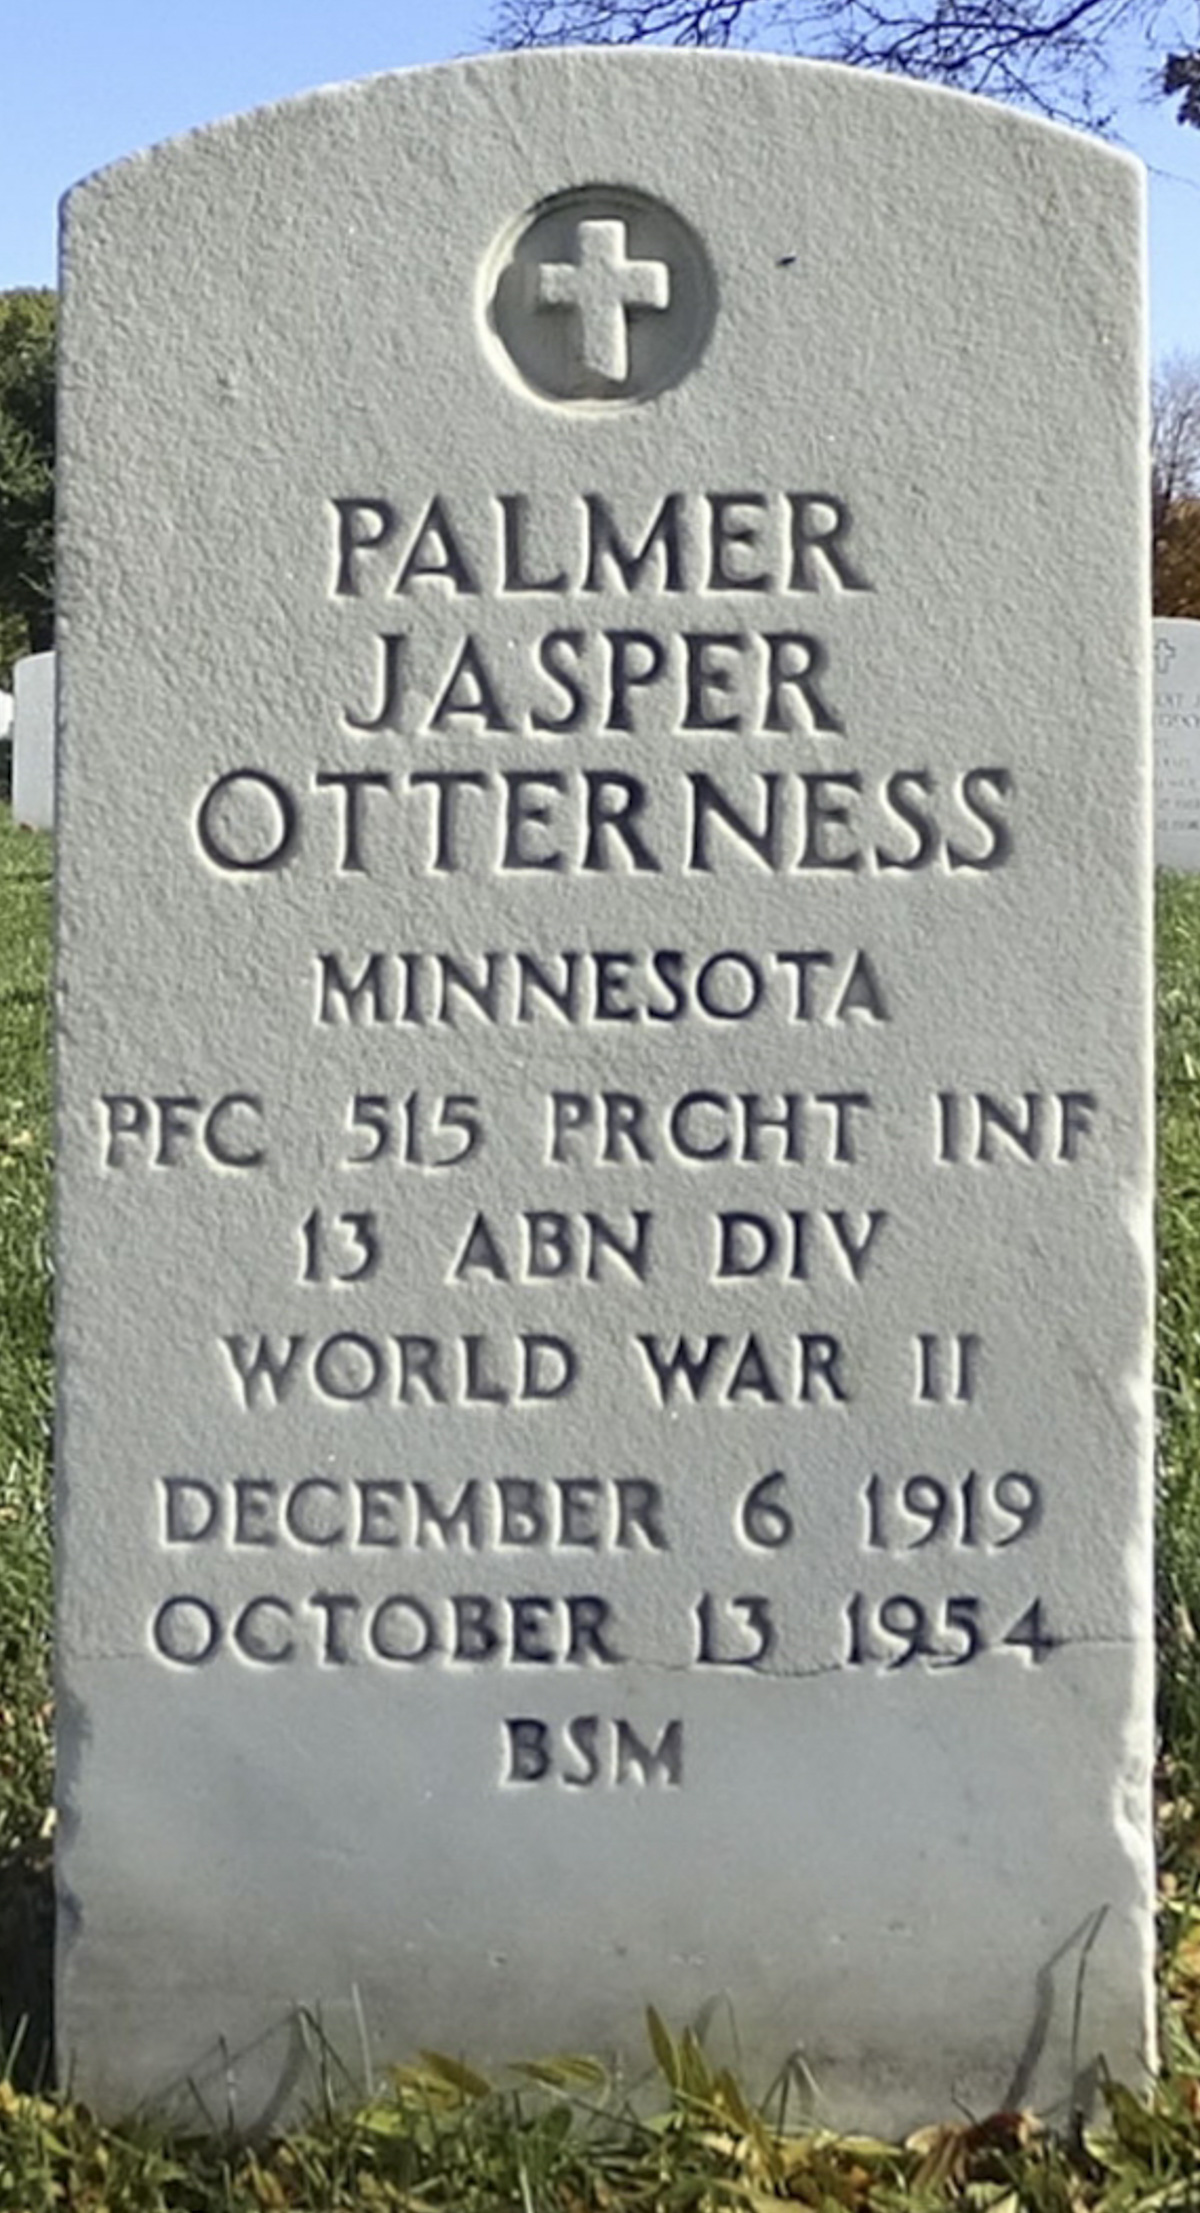 PALMER
JASPER
OTTERNESS
MINNESOTA
PFC 515 PRCHT INF
13 ABN DIV
WORLD WAR II
DECEMBER 6 1919
OCTOBER 13 1954
BSM